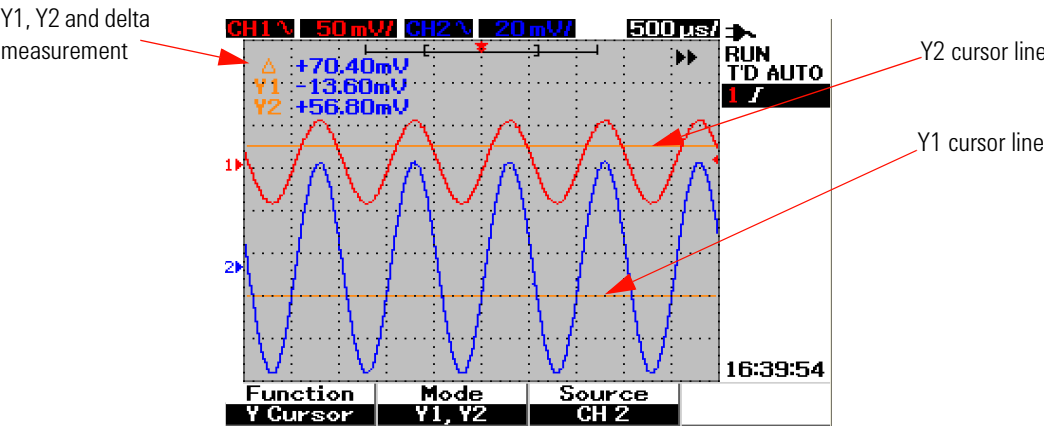 Y1, Y2 and delta
measurement
CH1 ∿ 50 mV/ CH2 ∿ 20 mV/ 500 µs/
RUN
T'D AUTO
1
Δ +70.40mV
Y1 -13.60mV
Y2 +56.80mV
Y2 cursor line
Y1 cursor line
1
2
16:39:54
Function Mode Source
Y Cursor Y1, Y2 CH 2